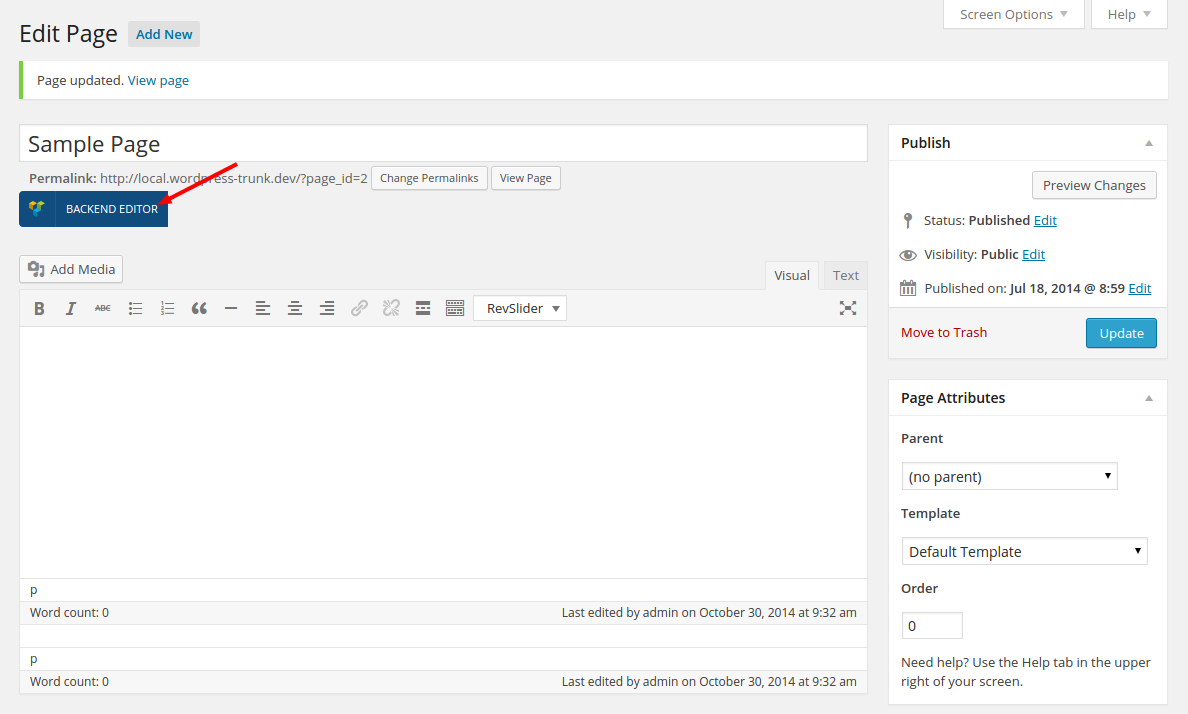 Screen Options
Help
Edit Page Add New
Page updated. View page
Sample Page
Permalink: http://local.wordpress-trunk.dev/?page_id=2 Change Permalinks View Page
BACKEND EDITOR
Add Media
Visual Text
B I ABC RevSlider
p
Word count: 0 Last edited by admin on October 30, 2014 at 9:32 am
p
Word count: 0 Last edited by admin on October 30, 2014 at 9:32 am
Publish
Preview Changes
Status: Published Edit
Visibility: Public Edit
Published on: Jul 18, 2014 @ 8:59 Edit
Move to Trash Update
Page Attributes
Parent
(no parent)
Template
Default Template
Order
0
Need help? Use the Help tab in the upper
right of your screen.